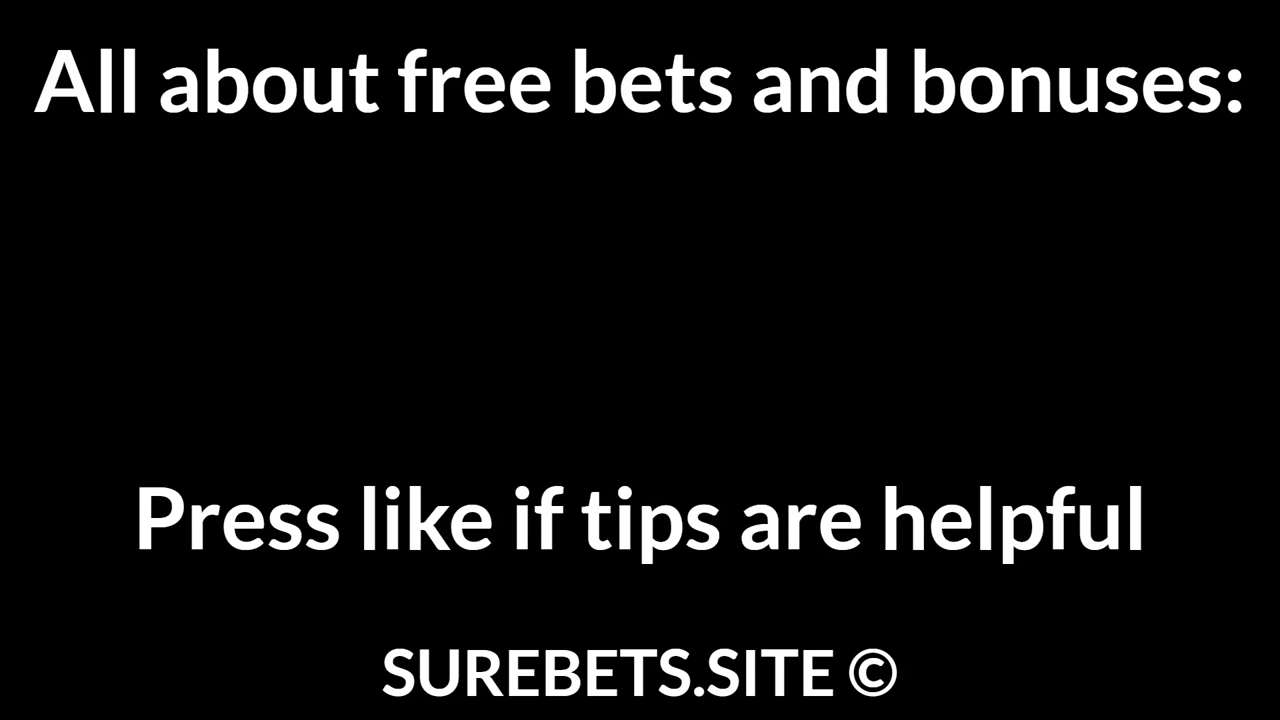 All about free bets and bonuses:
Press like if tips are helpful
SUREBETS.SITE ©